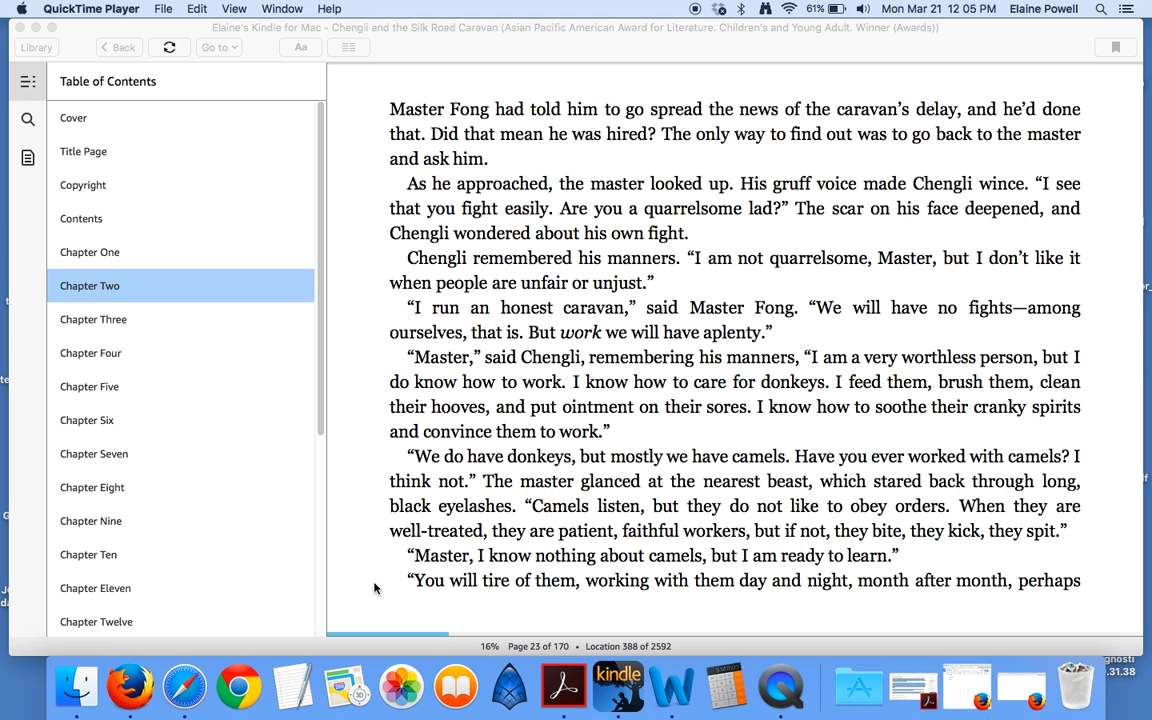 QuickTime Player File Edit View Window Help 61% Mon Mar 21 12 05 PM Elaine Powell
Elaine's Kindle for Mac - Chengli and the Silk Road Caravan (Asian Pacific American Award for Literature. Children's and Young Adult. Winner (Awards))
Library Back Go to Aa
Table of Contents
Cover
Title Page
Copyright
Contents
Chapter One
Chapter Two
Chapter Three
Chapter Four
Chapter Five
Chapter Six
Chapter Seven
Chapter Eight
Chapter Nine
Chapter Ten
Chapter Eleven
Chapter Twelve
Master Fong had told him to go spread the news of the caravan’s delay, and he’d done
that. Did that mean he was hired? The only way to find out was to go back to the master
and ask him.
As he approached, the master looked up. His gruff voice made Chengli wince. “I see
that you fight easily. Are you a quarrelsome lad?” The scar on his face deepened, and
Chengli wondered about his own fight.
Chengli remembered his manners. “I am not quarrelsome, Master, but I don’t like it
when people are unfair or unjust.”
“I run an honest caravan,” said Master Fong. “We will have no fights—among
ourselves, that is. But work we will have aplenty.”
“Master,” said Chengli, remembering his manners, “I am a very worthless person, but I
do know how to work. I know how to care for donkeys. I feed them, brush them, clean
their hooves, and put ointment on their sores. I know how to soothe their cranky spirits
and convince them to work.”
“We do have donkeys, but mostly we have camels. Have you ever worked with camels? I
think not.” The master glanced at the nearest beast, which stared back through long,
black eyelashes. “Camels listen, but they do not like to obey orders. When they are
well-treated, they are patient, faithful workers, but if not, they bite, they kick, they spit.”
“Master, I know nothing about camels, but I am ready to learn.”
“You will tire of them, working with them day and night, month after month, perhaps
16% Page 23 of 170 • Location 388 of 2592
kindle
gnosti
.31.38